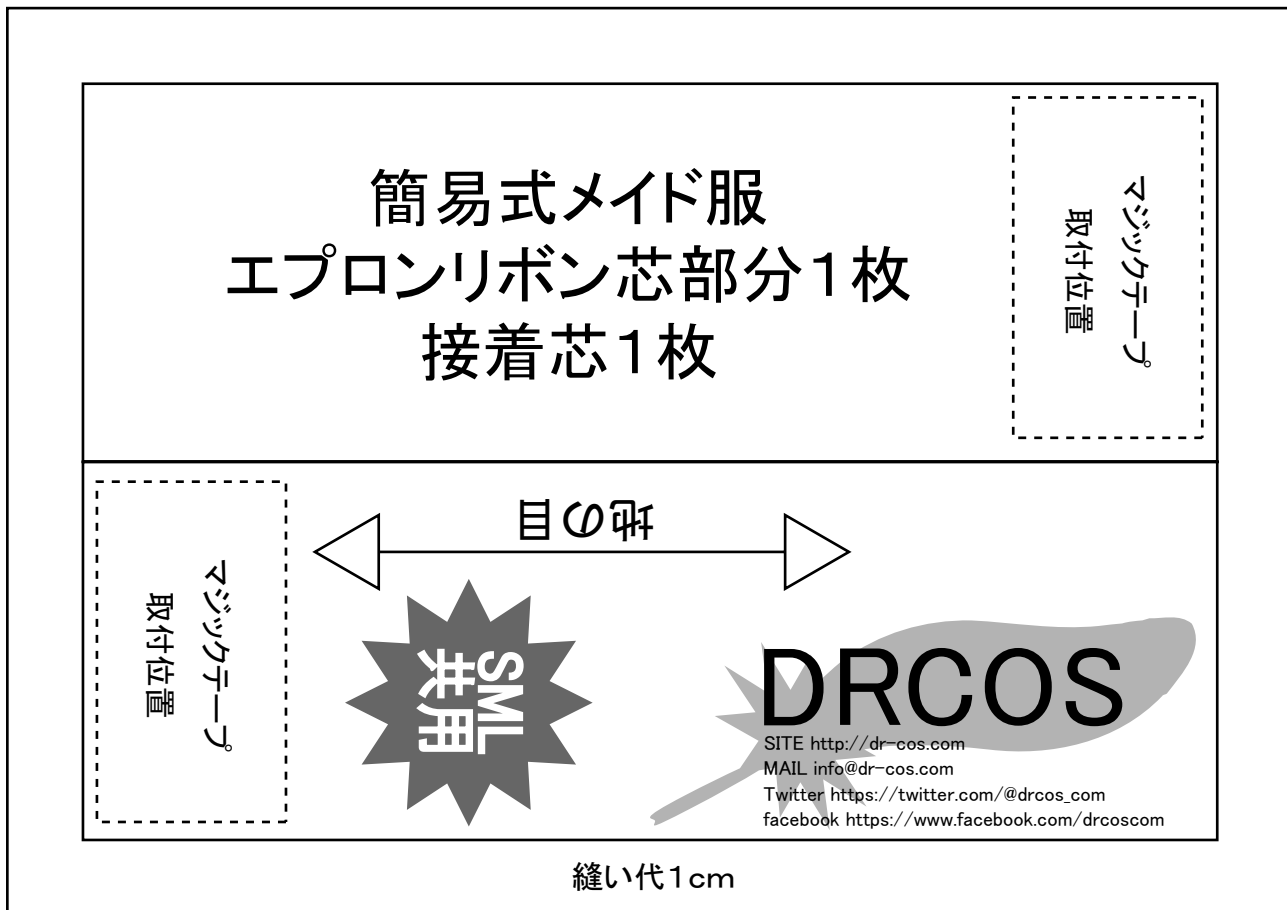 簡易式メイド服
エプロンリボン芯部分１枚
接着芯１枚
マジックテープ
取付位置
地の目
マジックテープ
取付位置
SML
共用
DRCOS
SITE http://dr-cos.com
MAIL info@dr-cos.com
Twitter https://twitter.com/@drcos_com
facebook https://www.facebook.com/drcoscom
縫い代１cm